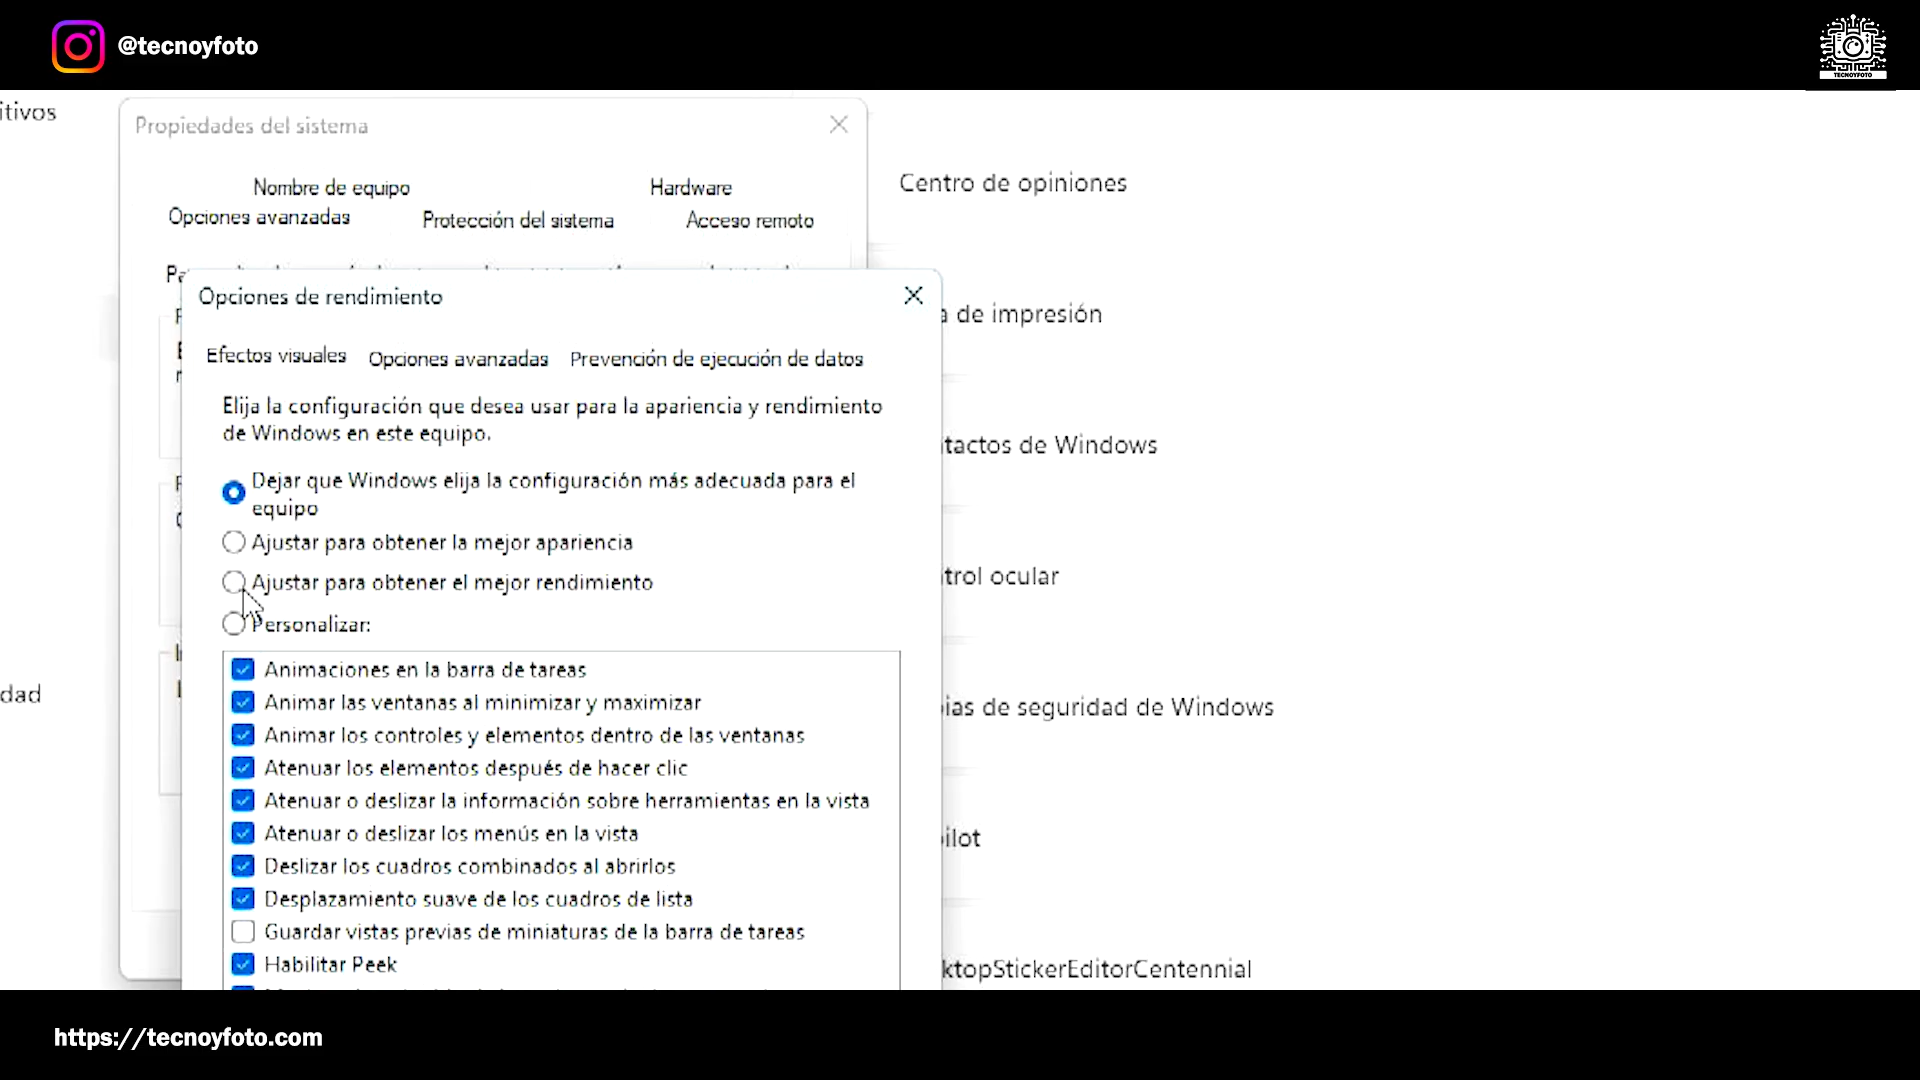 @tecnoyfoto
TECNOYFOTO
itivos
Propiedades del sistema
Nombre de equipo
Hardware
Opciones avanzadas
Protección del sistema
Acceso remoto
Centro de opiniones
Opciones de rendimiento
de impresión
Efectos visuales
Opciones avanzadas
Prevención de ejecución de datos
Elija la configuración que desea usar para la apariencia y rendimiento
de Windows en este equipo.
tactos de Windows
Dejar que Windows elija la configuración más adecuada para el
equipo
Ajustar para obtener la mejor apariencia
Ajustar para obtener el mejor rendimiento
trol ocular
Personalizar:
Animaciones en la barra de tareas
dad
Animar las ventanas al minimizar y maximizar
ias de seguridad de Windows
Animar los controles y elementos dentro de las ventanas
Atenuar los elementos después de hacer clic
Atenuar o deslizar la información sobre herramientas en la vista
Atenuar o deslizar los menús en la vista
ilot
Deslizar los cuadros combinados al abrirlos
Desplazamiento suave de los cuadros de lista
Guardar vistas previas de miniaturas de la barra de tareas
Habilitar Peek
ktopStickerEditorCentennial
https://tecnoyfoto.com